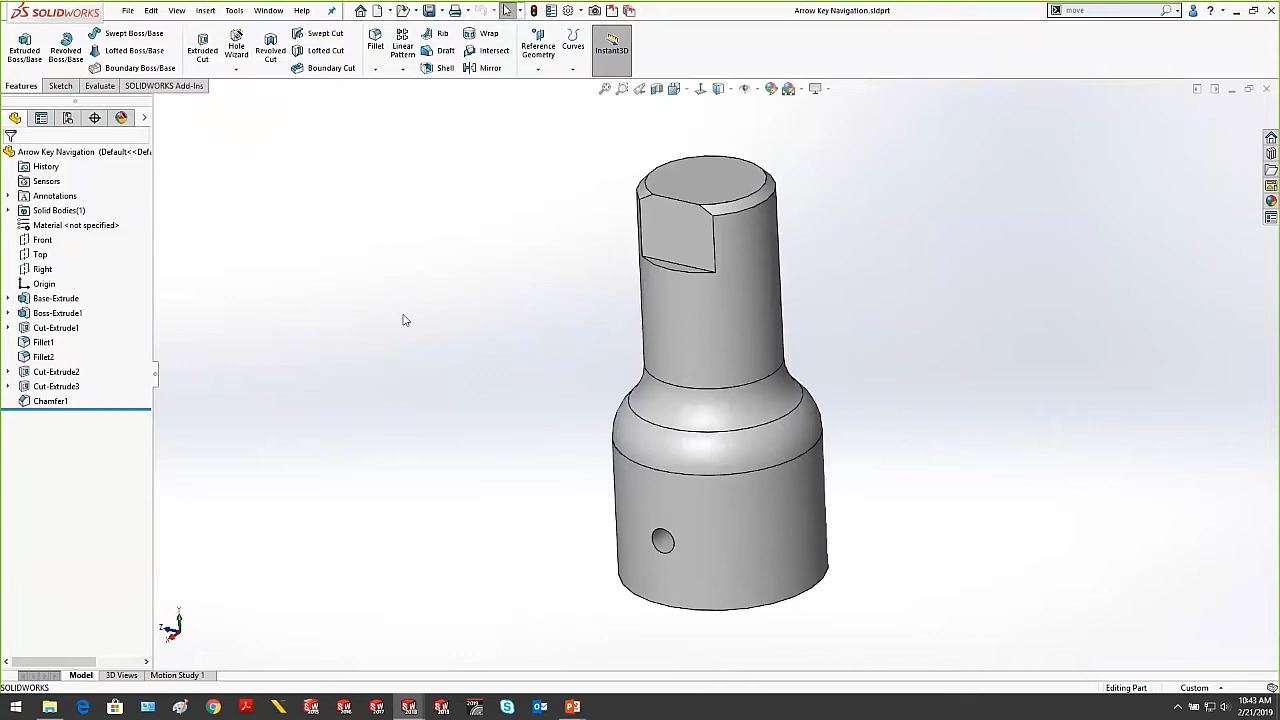 SOLIDWORKS File Edit View Insert Tools Window Help Arrow Key Navigation.sldprt move
Extruded Boss/Base
Revolved Boss/Base
Swept Boss/Base
Lofted Boss/Base
Boundary Boss/Base
Extruded Cut
Hole Wizard
Revolved Cut
Swept Cut
Lofted Cut
Boundary Cut
Fillet
Linear Pattern
Rib
Draft
Shell
Wrap
Intersect
Mirror
Reference Geometry
Curves
Instant3D
Features Sketch Evaluate SOLIDWORKS Add-Ins
Arrow Key Navigation (Default<<Defa
History
Sensors
Annotations
Solid Bodies(1)
Material <not specified>
Front
Top
Right
Origin
Base-Extrude
Boss-Extrude1
Cut-Extrude1
Fillet1
Fillet2
Cut-Extrude2
Cut-Extrude3
Chamfer1
Y
Z
X
Model 3D Views Motion Study 1
SOLIDWORKS Editing Part Custom
10:43 AM
2/21/2019